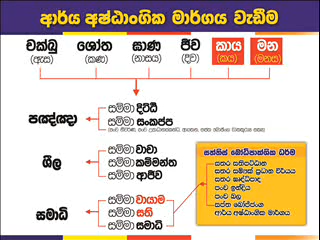 ආර්ය අෂ්ඨාංගික මාර්ගය වැඩීම
චක්ඛු ශෝත ඝාණ ජීව කාය මන
(ඇස) (කණ) (නාසය) (දිව) (කය) (මනස)
පඤ්ඤා
සම්මා දිට්ඨි
සම්මා සංකප්ප
ශීල
සම්මා වාචා
සම්මා කම්මන්ත
සම්මා ආජීව
සමාධි
සම්මා වායාම
සම්මා සති
සම්මා සමාධි
සත්තිස් බෝධිපාක්ශික ධර්ම
සතර සතිපට්ඨාන
සතර සම්‍යක් ප්‍රධාන වීර්යය
සතර ඍද්ධිපාද
පංච ඉන්ද්‍රිය
පංච බල
සප්ත බොජ්ඣංග
ආර්ය අෂ්ඨාංගික මාර්ගය